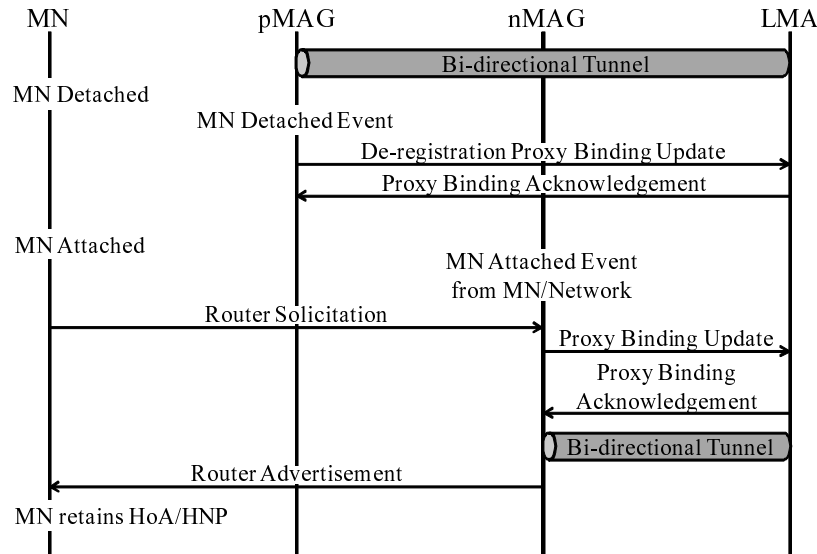 MN pMAG nMAG LMA
Bi-directional Tunnel
MN Detached
MN Detached Event
De-registration Proxy Binding Update
Proxy Binding Acknowledgement
MN Attached
MN Attached Event
from MN/Network
Router Solicitation
Proxy Binding Update
Proxy Binding
Acknowledgement
Bi-directional Tunnel
Router Advertisement
MN retains HoA/HNP